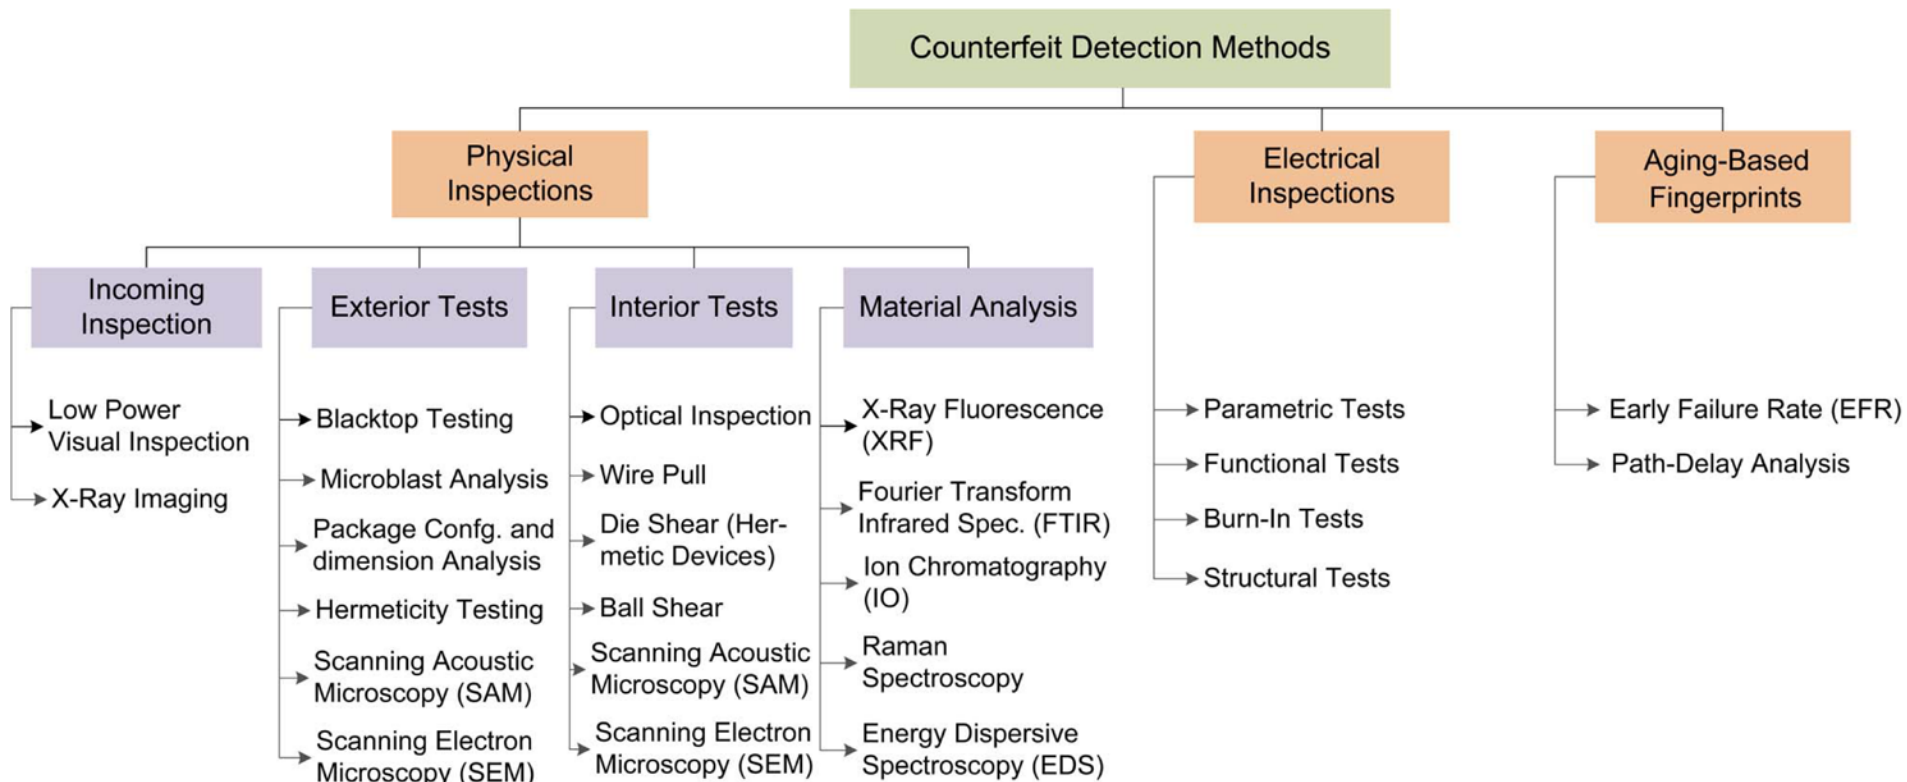 Counterfeit Detection Methods
Physical
Inspections
Electrical
Inspections
Aging-Based
Fingerprints
Incoming
Inspection
Exterior Tests
Interior Tests
Material Analysis
Low Power
Visual Inspection
X-Ray Imaging
Blacktop Testing
Microblast Analysis
Package Confg. and
dimension Analysis
Hermeticity Testing
Scanning Acoustic
Microscopy (SAM)
Scanning Electron
Microscopy (SEM)
Optical Inspection
Wire Pull
Die Shear (Her-
metic Devices)
Ball Shear
Scanning Acoustic
Microscopy (SAM)
Scanning Electron
Microscopy (SEM)
X-Ray Fluorescence
(XRF)
Fourier Transform
Infrared Spec. (FTIR)
Ion Chromatography
(IO)
Raman
Spectroscopy
Energy Dispersive
Spectroscopy (EDS)
Parametric Tests
Functional Tests
Burn-In Tests
Structural Tests
Early Failure Rate (EFR)
Path-Delay Analysis